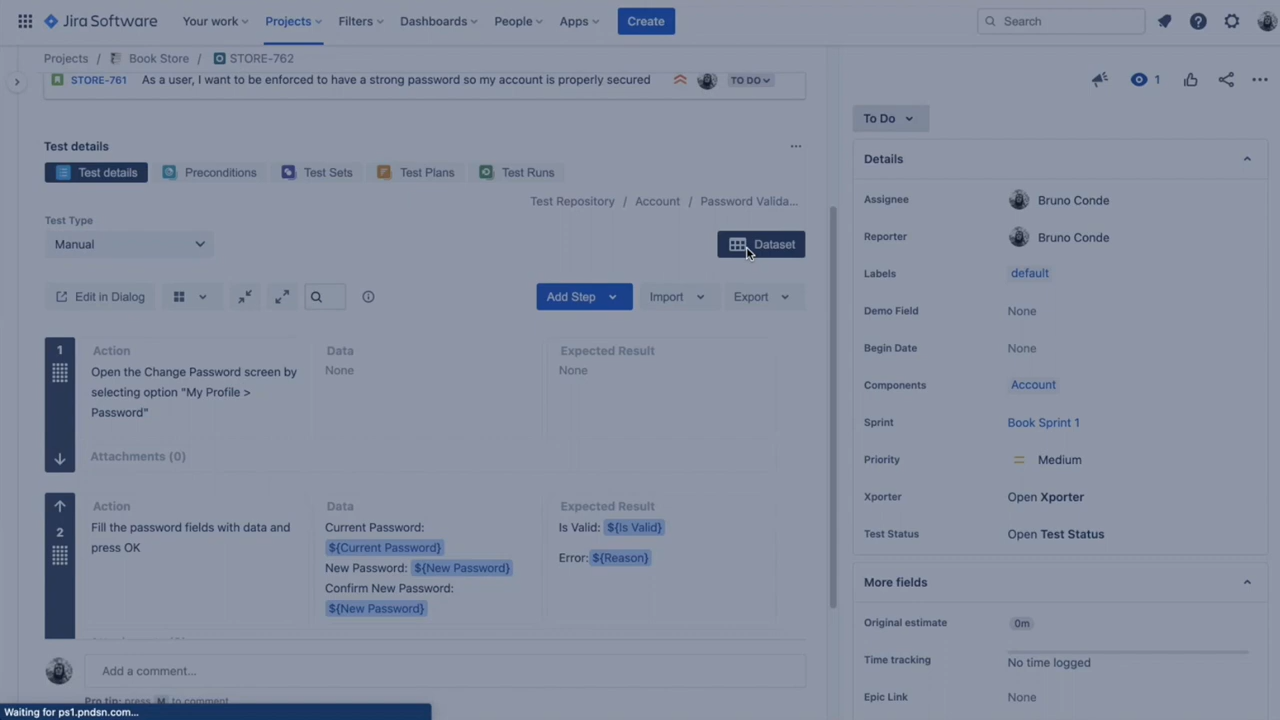 Jira Software
Your work
Projects
Filters
Dashboards
People
Apps
Create
Search
Projects / Book Store / STORE-762
STORE-761 As a user, I want to be enforced to have a strong password so my account is properly secured TO DO
1
To Do
Test details
Details
Test details
Preconditions
Test Sets
Test Plans
Test Runs
Assignee Bruno Conde
Test Repository / Account / Password Valida...
Test Type
Reporter Bruno Conde
Manual
Dataset
Labels default
Edit in Dialog
Add Step
Import
Export
Demo Field None
Begin Date None
1
Action
Data
Expected Result
Open the Change Password screen by
selecting option "My Profile >
Password"
None
None
Components Account
Sprint Book Sprint 1
Attachments (0)
Priority Medium
Xporter Open Xporter
2
Action
Data
Expected Result
Fill the password fields with data and
press OK
Current Password:
${Current Password}
New Password: ${New Password}
Confirm New Password:
${New Password}
Is Valid: ${Is Valid}
Error: ${Reason}
Test Status Open Test Status
More fields
Original estimate 0m
Attachments (0)
Add a comment...
Time tracking No time logged
Pro tip: press M to comment
Epic Link None
Waiting for ps1.pndsn.com...